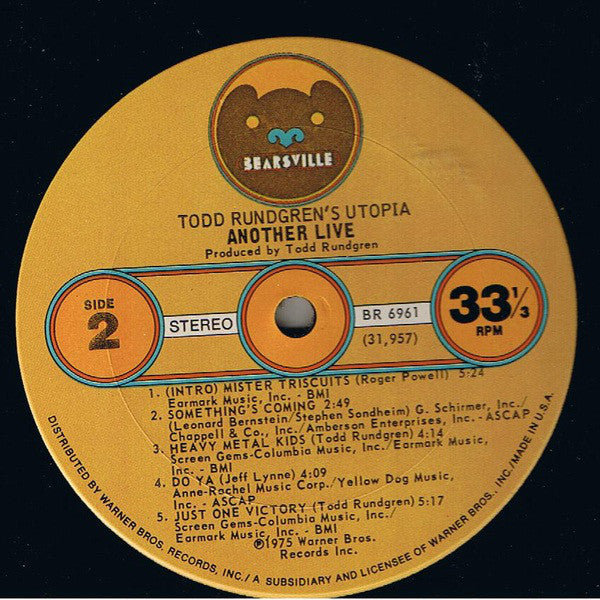 BEARSVILLE
TODD RUNDGREN'S UTOPIA
ANOTHER LIVE
Produced by Todd Rundgren
SIDE
2
STEREO
BR 6961
(31,957)
33⅓
RPM
1. (INTRO) MISTER TRISCUITS (Roger Powell) 5:24
Earmark Music, Inc. - BMI
2. SOMETHING'S COMING 2:49
(Leonard Bernstein/Stephen Sondheim) G. Schirmer, Inc./
Chappell & Co., Inc./Amberson Enterprises, Inc. - ASCAP
3. HEAVY METAL KIDS (Todd Rundgren) 4:14
Screen Gems-Columbia Music, Inc./Earmark Music,
Inc. - BMI
4. DO YA (Jeff Lynne) 4:09
Anne-Rachel Music Corp./Yellow Dog Music,
Inc. - ASCAP
5. JUST ONE VICTORY (Todd Rundgren) 5:17
Screen Gems-Columbia Music, Inc./
Earmark Music, Inc. - BMI
℗1975 Warner Bros.
Records Inc.
DISTRIBUTED BY WARNER BROS. RECORDS, INC./A SUBSIDIARY AND LICENSEE OF WARNER BROS., INC./MADE IN U.S.A.